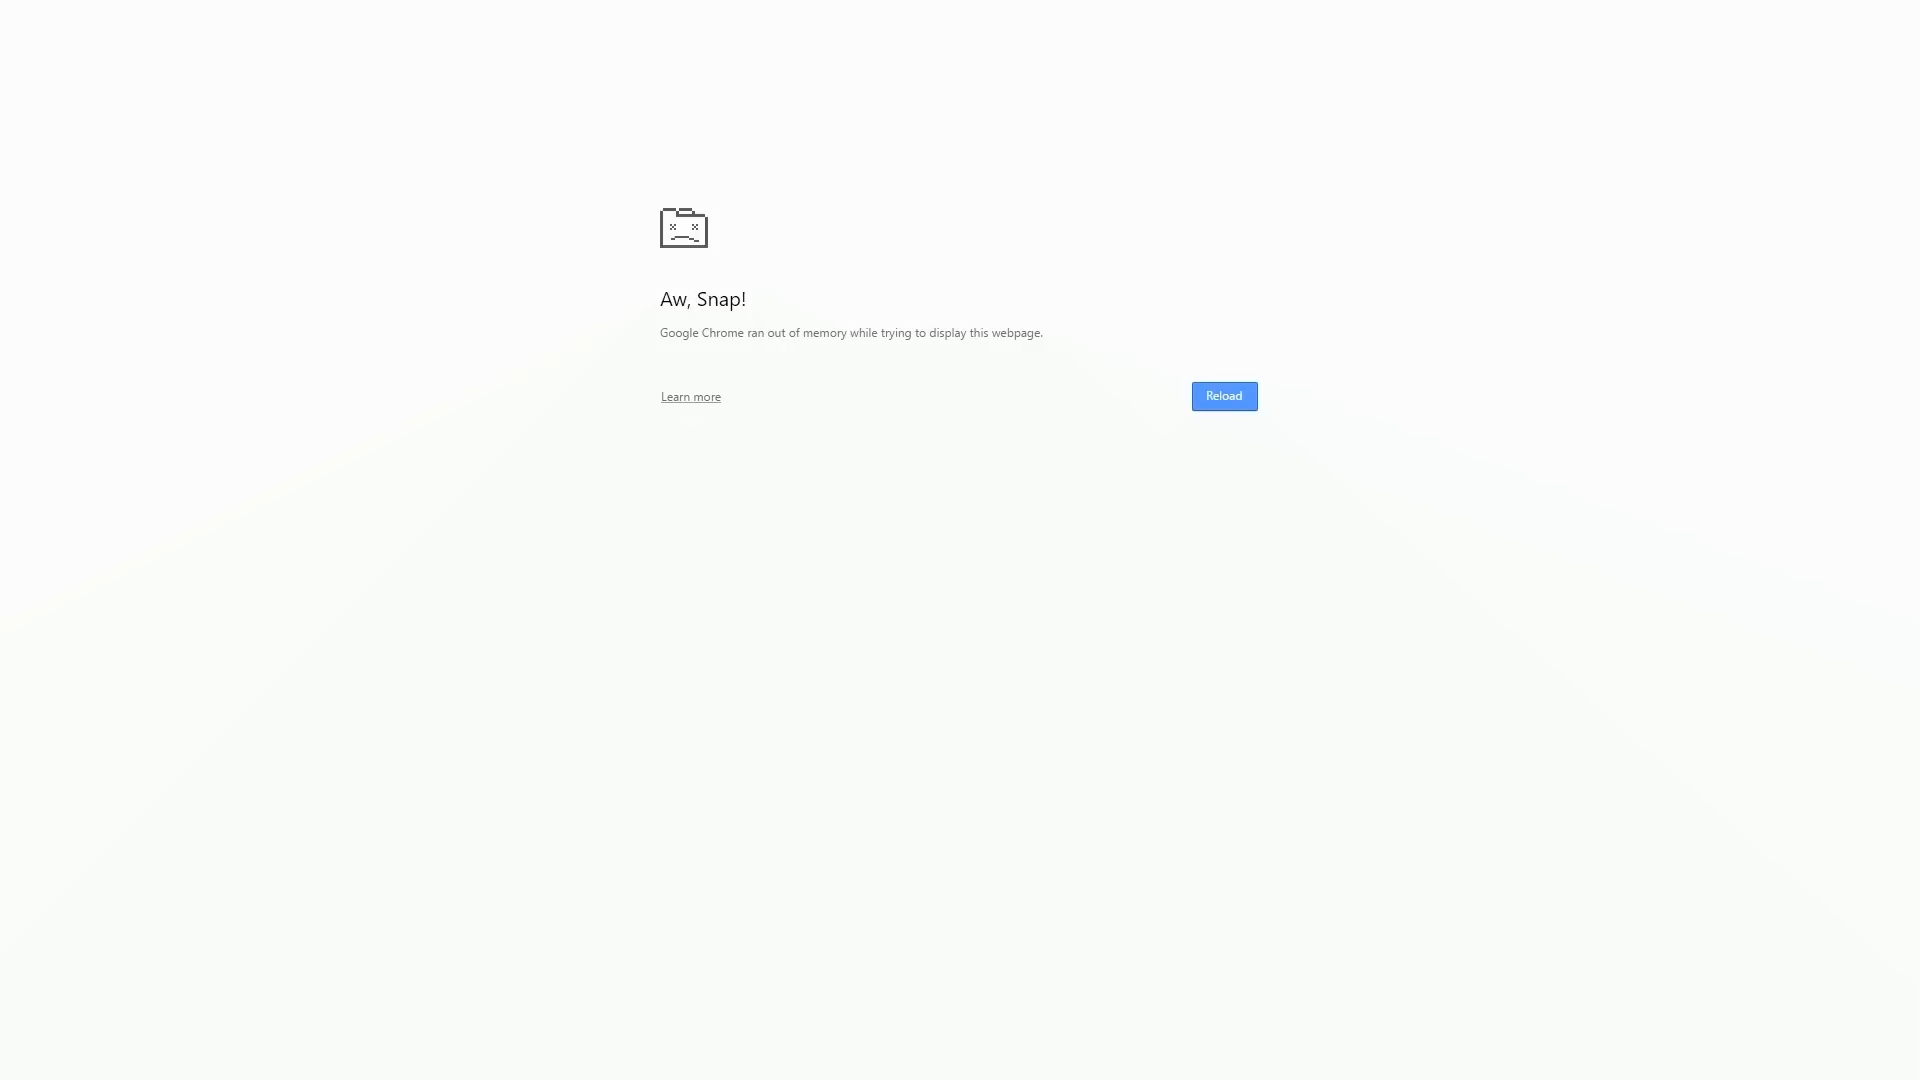 Aw, Snap!
Google Chrome ran out of memory while trying to display this webpage.
Learn more
Reload